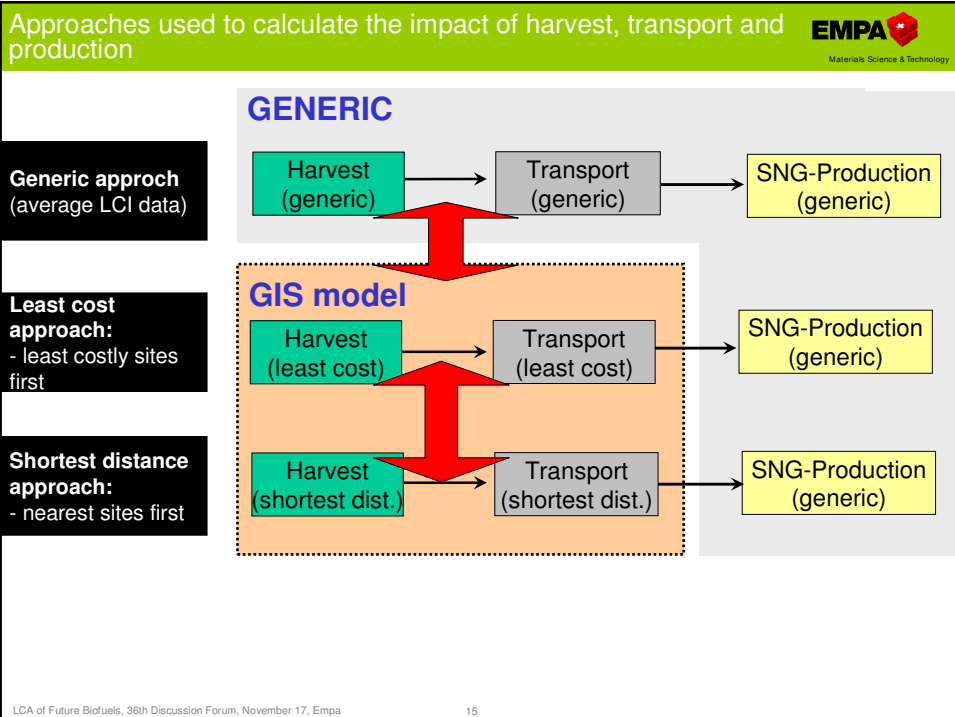 Approaches used to calculate the impact of harvest, transport and
production
EMPA
Materials Science & Technology
GENERIC
Generic approch
(average LCI data)
Harvest
(generic)
Transport
(generic)
SNG-Production
(generic)
GIS model
Least cost
approach:
- least costly sites
first
Harvest
(least cost)
Transport
(least cost)
SNG-Production
(generic)
Shortest distance
approach:
- nearest sites first
Harvest
(shortest dist.)
Transport
(shortest dist.)
SNG-Production
(generic)
LCA of Future Biofuels, 36th Discussion Forum, November 17, Empa
15